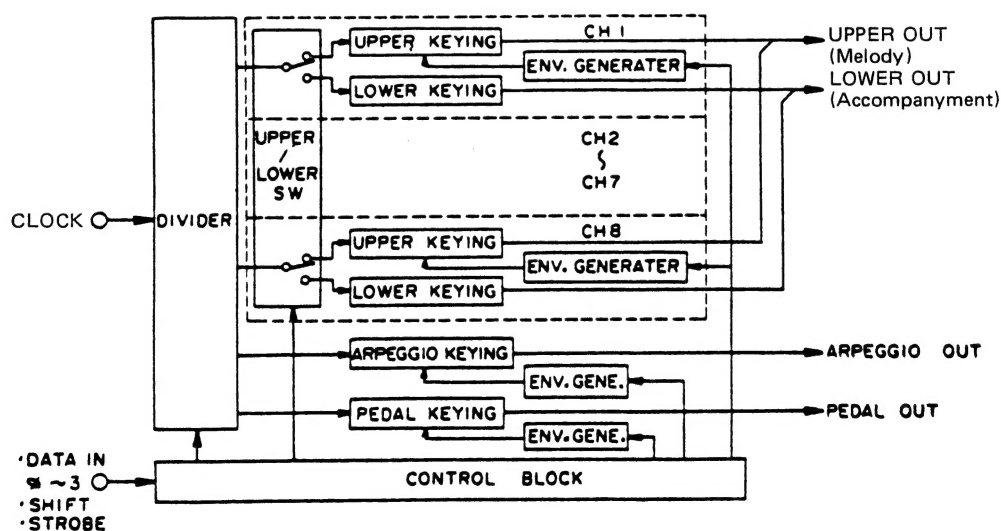 UPPER KEYING
CH 1
UPPER OUT
(Melody)
ENV. GENERATER
LOWER KEYING
LOWER OUT
(Accompanyment)
UPPER
/
LOWER
SW
CH2
~
CH7
CLOCK
DIVIDER
UPPER KEYING
CH8
ENV. GENERATER
LOWER KEYING
ARPEGGIO KEYING
ARPEGGIO OUT
ENV. GENE.
PEDAL KEYING
PEDAL OUT
ENV. GENE.
•DATA IN
ø ~3
•SHIFT
•STROBE
CONTROL BLOCK